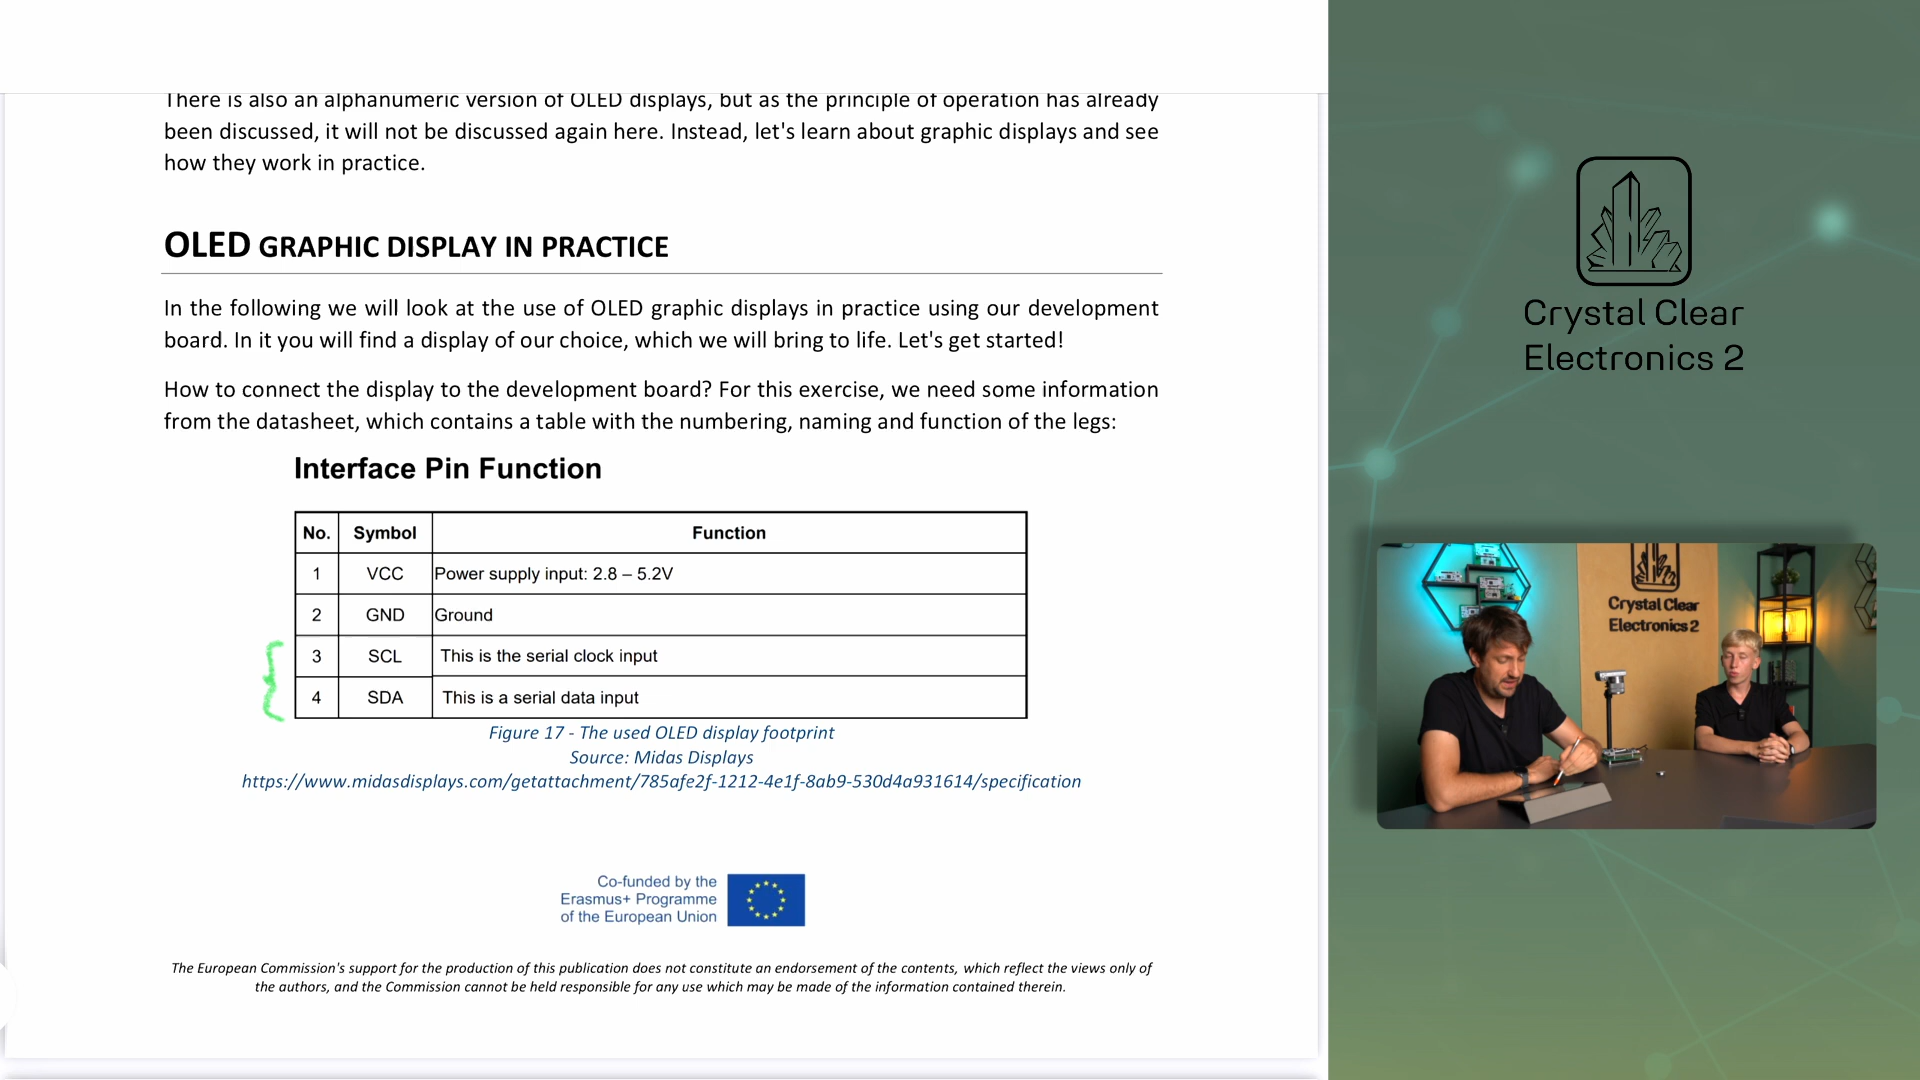 There is also an alphanumeric version of OLED displays, but as the principle of operation has already
been discussed, it will not be discussed again here. Instead, let's learn about graphic displays and see
how they work in practice.
OLED GRAPHIC DISPLAY IN PRACTICE
In the following we will look at the use of OLED graphic displays in practice using our development
board. In it you will find a display of our choice, which we will bring to life. Let's get started!
How to connect the display to the development board? For this exercise, we need some information
from the datasheet, which contains a table with the numbering, naming and function of the legs:
Interface Pin Function
No. Symbol Function
1 VCC Power supply input: 2.8 – 5.2V
2 GND Ground
3 SCL This is the serial clock input
4 SDA This is a serial data input
Figure 17 - The used OLED display footprint
Source: Midas Displays
https://www.midasdisplays.com/getattachment/785afe2f-1212-4e1f-8ab9-530d4a931614/specification
Co-funded by the
Erasmus+ Programme
of the European Union
The European Commission's support for the production of this publication does not constitute an endorsement of the contents, which reflect the views only of
the authors, and the Commission cannot be held responsible for any use which may be made of the information contained therein.
Crystal Clear
Electronics 2
Crystal Clear
Electronics 2